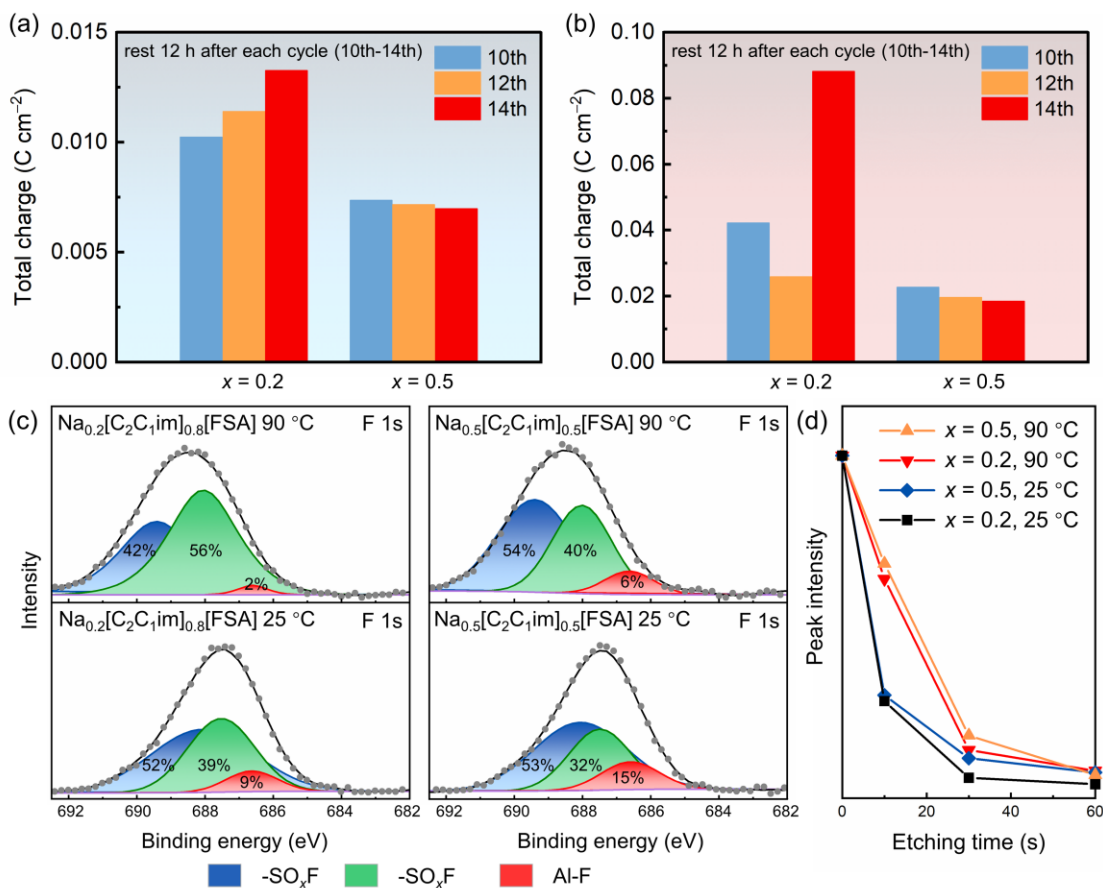 (a)
0.015
0.010
0.005
0.000
Total charge (C cm⁻²)
rest 12 h after each cycle (10th-14th)
10th
12th
14th
x = 0.2
x = 0.5
(b)
0.10
0.08
0.06
0.04
0.02
0.00
Total charge (C cm⁻²)
rest 12 h after each cycle (10th-14th)
10th
12th
14th
x = 0.2
x = 0.5
(c)
Intensity
Na₀.₂[C₂C₁im]₀.₈[FSA] 90 °C F 1s
42%
56%
2%
Na₀.₅[C₂C₁im]₀.₅[FSA] 90 °C F 1s
54%
40%
6%
Na₀.₂[C₂C₁im]₀.₈[FSA] 25 °C F 1s
52%
39%
9%
Na₀.₅[C₂C₁im]₀.₅[FSA] 25 °C F 1s
53%
32%
15%
692 690 688 686 684 682
692 690 688 686 684 682
Binding energy (eV)
Binding energy (eV)
-SOₓF
-SOₓF
Al-F
(d)
x = 0.5, 90 °C
x = 0.2, 90 °C
x = 0.5, 25 °C
x = 0.2, 25 °C
Peak intensity
0 20 40 60
Etching time (s)